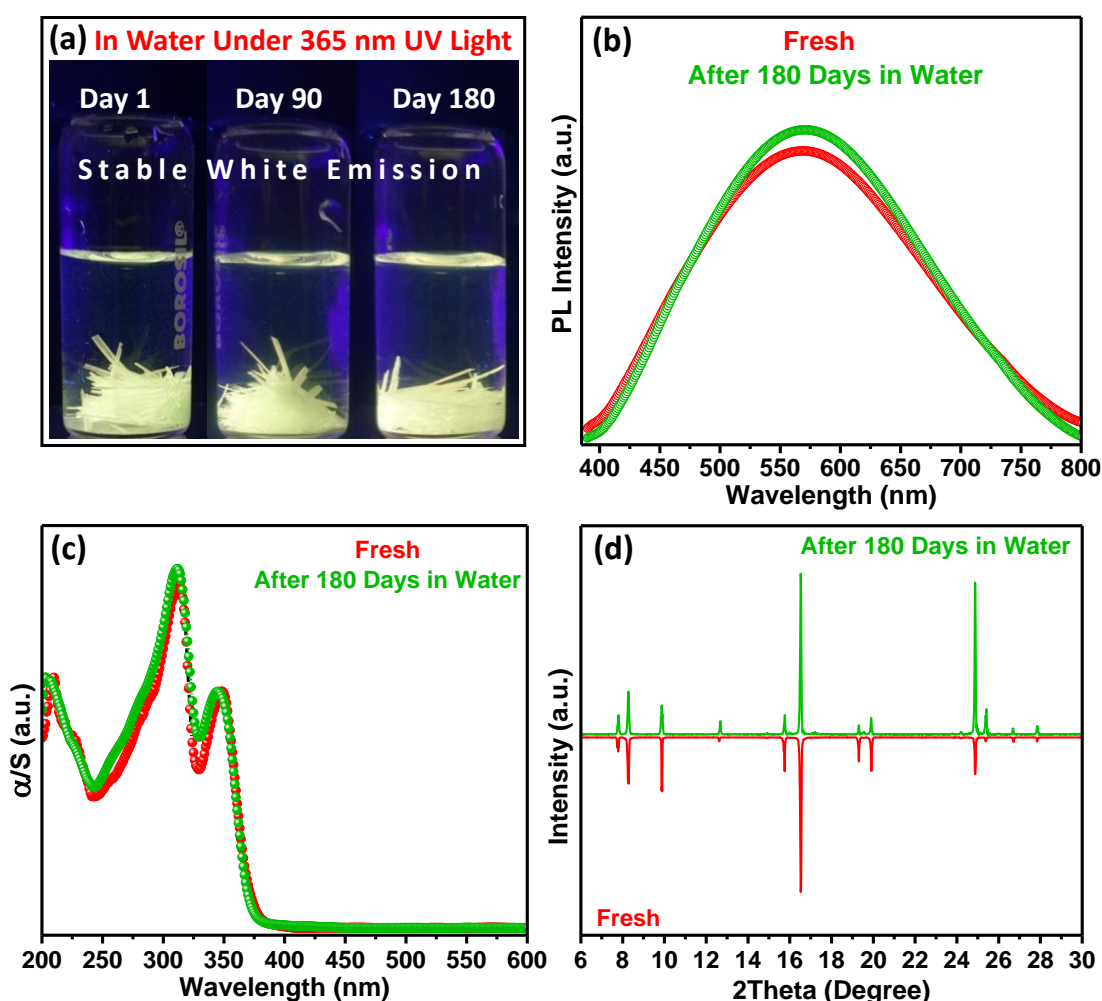 (a) In Water Under 365 nm UV Light
Day 1 Day 90 Day 180
Stable White Emission
BOROSIL®
(b)
Fresh
After 180 Days in Water
PL Intensity (a.u.)
400 450 500 550 600 650 700 750 800
Wavelength (nm)
(c)
Fresh
After 180 Days in Water
α/S (a.u.)
200 250 300 350 400 450 500 550 600
Wavelength (nm)
(d)
After 180 Days in Water
Intensity (a.u.)
Fresh
6 8 10 12 14 16 18 20 22 24 26 28 30
2Theta (Degree)